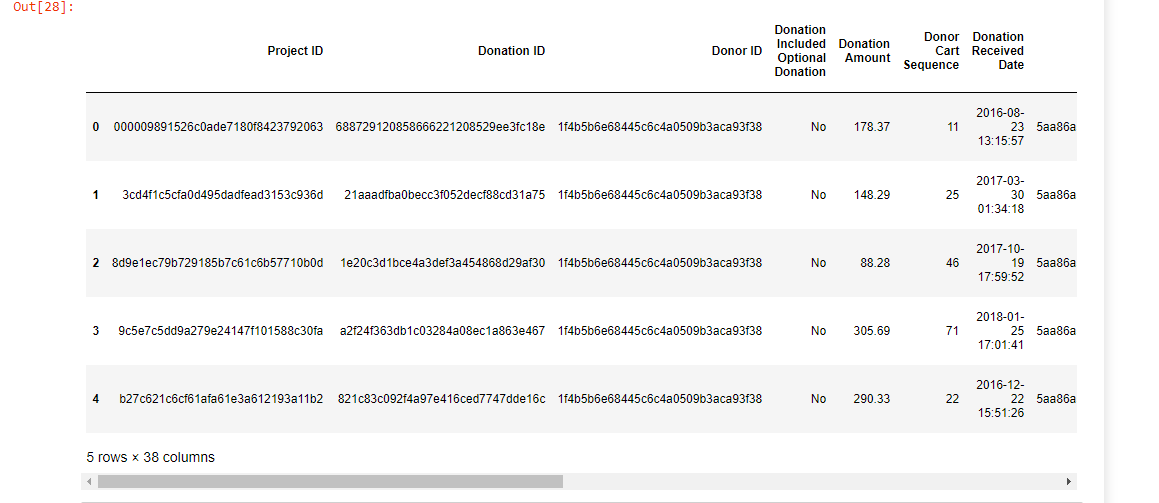 Out[28]:
Project ID Donation ID Donor ID Donation Included Optional Donation Donation Amount Donor Cart Sequence Donation Received Date
0 000009891526c0ade7180f8423792063 688729120858666221208529ee3fc18e 1f4b5b6e68445c6c4a0509b3aca93f38 No 178.37 11 2016-08-23 13:15:57 5aa86a
1 3cd4f1c5cfa0d495dadfead3153c936d 21aaadfba0becc3f052decf88cd31a75 1f4b5b6e68445c6c4a0509b3aca93f38 No 148.29 25 2017-03-30 01:34:18 5aa86a
2 8d9e1ec79b729185b7c61c6b57710b0d 1e20c3d1bce4a3def3a454868d29af30 1f4b5b6e68445c6c4a0509b3aca93f38 No 88.28 46 2017-10-19 17:59:52 5aa86a
3 9c5e7c5dd9a279e24147f101588c30fa a2f24f363db1c03284a08ec1a863e467 1f4b5b6e68445c6c4a0509b3aca93f38 No 305.69 71 2018-01-25 17:01:41 5aa86a
4 b27c621c6cf61afa61e3a612193a11b2 821c83c092f4a97e416ced7747dde16c 1f4b5b6e68445c6c4a0509b3aca93f38 No 290.33 22 2016-12-22 15:51:26 5aa86a
5 rows × 38 columns